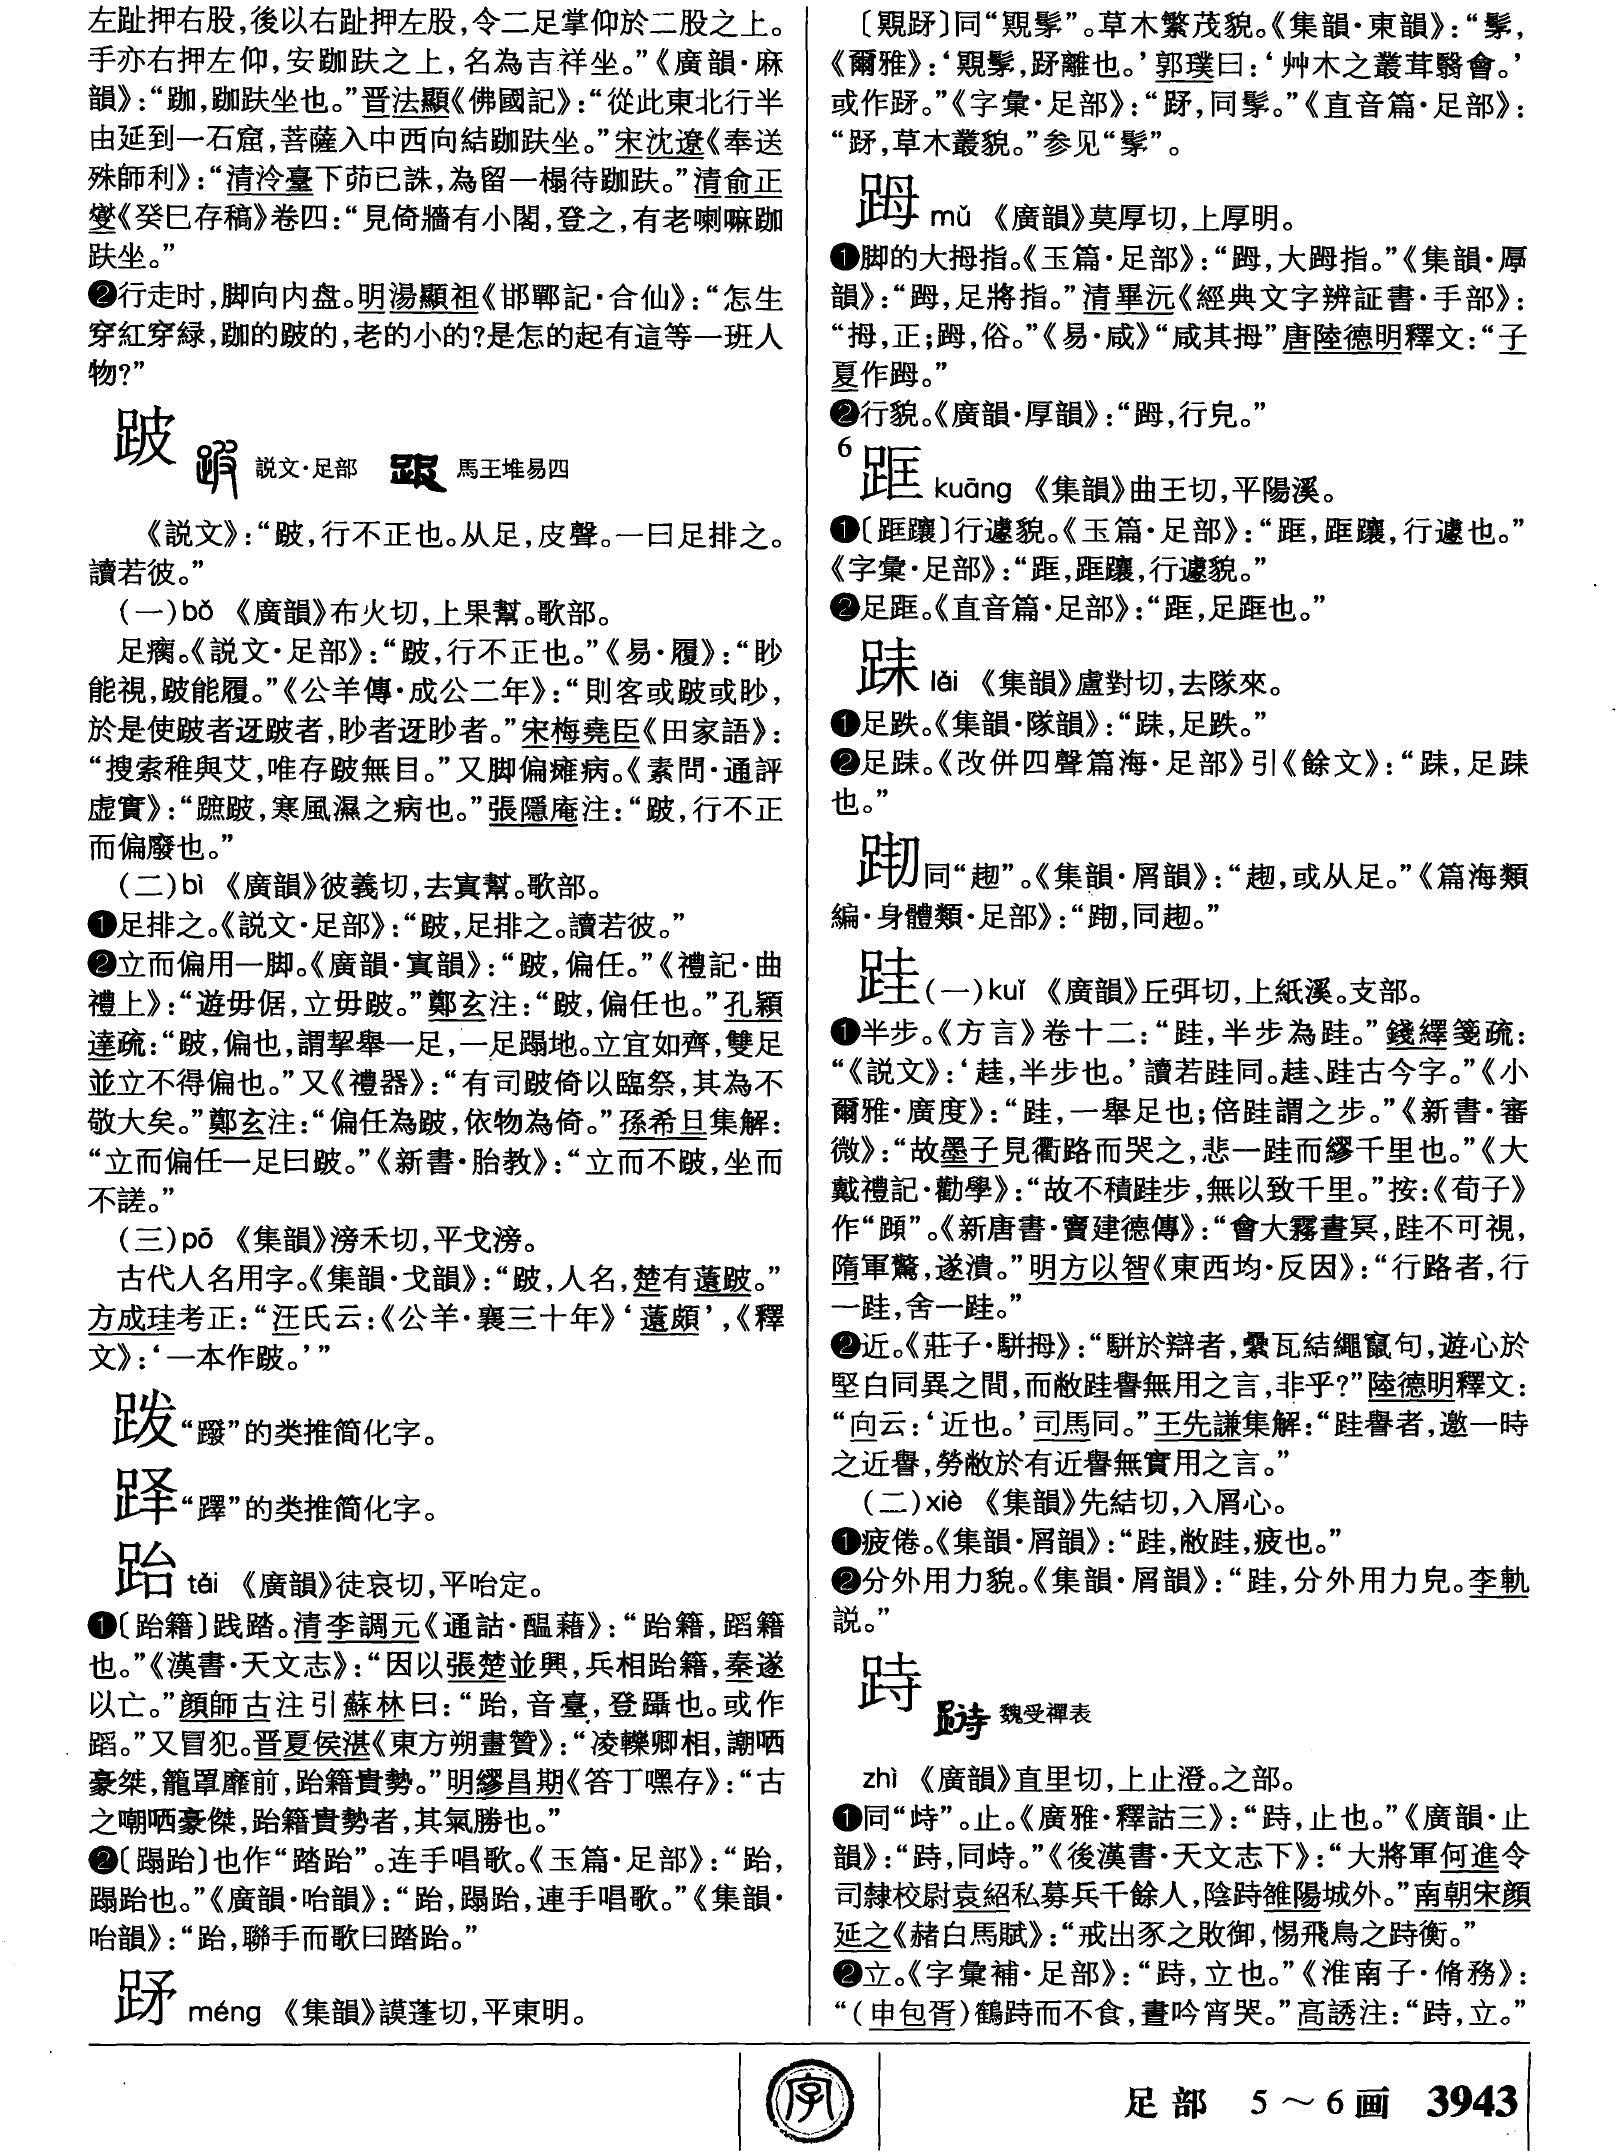 左趾押右股，後以右趾押左股，令二足掌仰於二股之上。
手亦右押左仰，安跏趺之上，名為吉祥坐。”《廣韻·麻
韻》：“跏，跏趺坐也。”晋法顯《佛國記》：“從此東北行半
由延到一石窟，菩薩入中西向結跏趺坐。”宋沈遼《奉送
殊師利》：“清泠臺下茆已誅，為留一榻待跏趺。”清俞正
燮《癸巳存稿》卷四：“見倚牆有小閣，登之，有老喇嘛跏
趺坐。”
❷行走时，脚向内盘。明湯顯祖《邯鄲記·合仙》：“怎生
穿紅穿緑，跏的跛的，老的小的？是怎的起有這等一班人
物？”
跛 説文·足部 馬王堆易四
《説文》：“跛，行不正也。从足，皮聲。一曰足排之。
讀若彼。”
（一）bǒ 《廣韻》布火切，上果幫。歌部。
足瘸。《説文·足部》：“跛，行不正也。”《易·履》：“眇
能視，跛能履。”《公羊傳·成公二年》：“則客或跛或眇，
於是使跛者迓跛者，眇者迓眇者。”宋梅堯臣《田家語》：
“搜索稚與艾，唯存跛無目。”又脚偏瘫病。《素問·通評
虚實》：“蹠跛，寒風濕之病也。”張隱庵注：“跛，行不正
而偏廢也。”
（二）bì 《廣韻》彼義切，去寘幫。歌部。
❶足排之。《説文·足部》：“跛，足排之。讀若彼。”
❷立而偏用一脚。《廣韻·寘韻》：“跛，偏任。”《禮記·曲
禮上》：“遊毋倨，立毋跛。”鄭玄注：“跛，偏任也。”孔穎
達疏：“跛，偏也，謂挈舉一足，一足蹋地。立宜如齊，雙足
並立不得偏也。”又《禮器》：“有司跛倚以臨祭，其為不
敬大矣。”鄭玄注：“偏任為跛，依物為倚。”孫希旦集解：
“立而偏任一足曰跛。”《新書·胎教》：“立而不跛，坐而
不諎。”
（三）pō 《集韻》滂禾切，平戈滂。
古代人名用字。《集韻·戈韻》：“跛，人名，楚有薳跛。”
方成珪考正：“汪氏云：《公羊·襄三十年》‘薳頗’，《釋
文》：‘一本作跛。’”
𨁴“蹳”的类推简化字。
𬦧“蹕”的类推简化字。
跆 tái 《廣韻》徒哀切，平咍定。
❶〔跆籍〕践踏。清李調元《通詁·醖藉》：“跆籍，蹈籍
也。”《漢書·天文志》：“因以張楚並興，兵相跆籍，秦遂
以亡。”顔師古注引蘇林曰：“跆，音臺，登躡也。或作
蹈。”又冒犯。晋夏侯湛《東方朔畫贊》：“凌轢卿相，謿哂
豪桀，籠罩靡前，跆籍貴勢。”明繆昌期《答丁嘿存》：“古
之嘲哂豪傑，跆籍貴勢者，其氣勝也。”
❷〔蹋跆〕也作“踏跆”。连手唱歌。《玉篇·足部》：“跆，
蹋跆也。”《廣韻·咍韻》：“跆，蹋跆，連手唱歌。”《集韻·
咍韻》：“跆，聯手而歌曰踏跆。”
méng 《集韻》謨蓬切，平東明。
同“覭髳”。草木繁茂貌。《集韻·東韻》：“髳，
《爾雅》：‘覭髳，茀離也。’郭璞曰：‘艸木之叢茸翳薈。’
《字彙·足部》：同髳。”《直音篇·足部》：
草木叢貌。”参见“髳”。
踇 mǔ 《廣韻》莫厚切，上厚明。
❶脚的大拇指。《玉篇·足部》：“踇，大踇指。”《集韻·厚
韻》：“踇，足將指。”清畢沅《經典文字辨証書·手部》：
“拇，正；踇，俗。”《易·咸》“咸其拇”唐陸德明釋文：“子
夏作踇。”
❷行貌。《廣韻·厚韻》：“踇，行皃。”
6
kuāng 《集韻》曲王切，平陽溪。
❶〔𨀕躟〕行遽貌。《玉篇·足部》：“𨀕，𨀕躟，行遽也。”
《字彙·足部》：“𨀕，𨀕躟，行遽貌。”
❷足𨀕。《直音篇·足部》：“𨀕，足𨀕也。”
lèi 《集韻》盧對切，去隊來。
❶足跌。《集韻·隊韻》：足跌。”
❷《改併四聲篇海·足部》引《餘文》：
也。”
同“趔”。《集韻·屑韻》：或从足。”《篇海類
編·身體類·足部》：
跬（一）kuǐ 《廣韻》丘弭切，上紙溪。支部。
❶半步。《方言》卷十二：“跬，半步為跬。”錢繹箋疏：
“《説文》：‘𧺠，半步也。’讀若跬同。𧺠、跬古今字。”《小
爾雅·廣度》：“跬，一舉足也；倍跬謂之步。”《新書·審
微》：“故墨子見衢路而哭之，悲一跬而繆千里也。”《大
戴禮記·勸學》：“故不積跬步，無以致千里。”按：《荀子》
作“蹞”。《新唐書·竇建德傳》：“會大霧晝冥，跬不可視，
隋軍驚，遂潰。”明方以智《東西均·反因》：“行路者，行
一跬，舍一跬。”
❷近。《莊子·駢拇》：“駢於辯者，纍瓦結繩竄句，遊心於
堅白同異之間，而敝跬譽無用之言，非乎？”陸德明釋文：
“向云：‘近也。’司馬同。”王先謙集解：“跬譽者，邀一時
之近譽，勞敝於有近譽無實用之言。”
（二）xiè 《集韻》先結切，入屑心。
❶疲倦。《集韻·屑韻》：“跬，敝跬，疲也。”
❷分外用力貌。《集韻·屑韻》：“跬，分外用力皃。李軌
説。”
跱 魏受禪表
zhì 《廣韻》直里切，上止澄。之部。
❶同“峙”。止。《廣雅·釋詁三》：“跱，止也。”《廣韻·止
韻》：“跱，同峙。”《後漢書·天文志下》：“大將軍何進令
司隸校尉袁紹私募兵千餘人，陰跱雒陽城外。”南朝宋顔
延之《赭白馬賦》：“戒出豕之敗御，惕飛鳥之跱衡。”
❷立。《字彙補·足部》：“跱，立也。”《淮南子·脩務》：
“（申包胥）鶴跱而不食，晝吟宵哭。”高誘注：“跱，立。”
字
足部 5～6画 3943